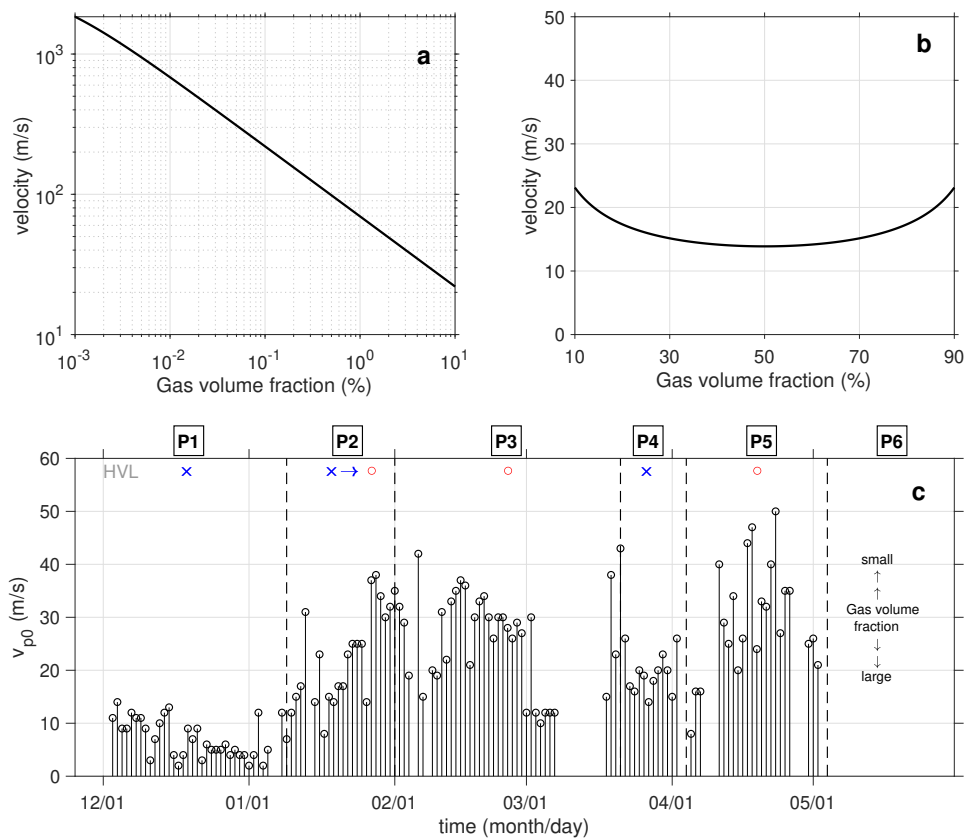 a
10^3
10^2
10^1
velocity (m/s)
10^-3 10^-2 10^-1 10^0 10^1
Gas volume fraction (%)
b
50
40
30
20
10
0
velocity (m/s)
10 30 50 70 90
Gas volume fraction (%)
P1 P2 P3 P4 P5 P6
HVL × ×→○ ○ × ○
c
60
50
40
30
20
10
0
v_p0 (m/s)
small
↑
↑
Gas volume
fraction
↓
↓
large
12/01 01/01 02/01 03/01 04/01 05/01
time (month/day)